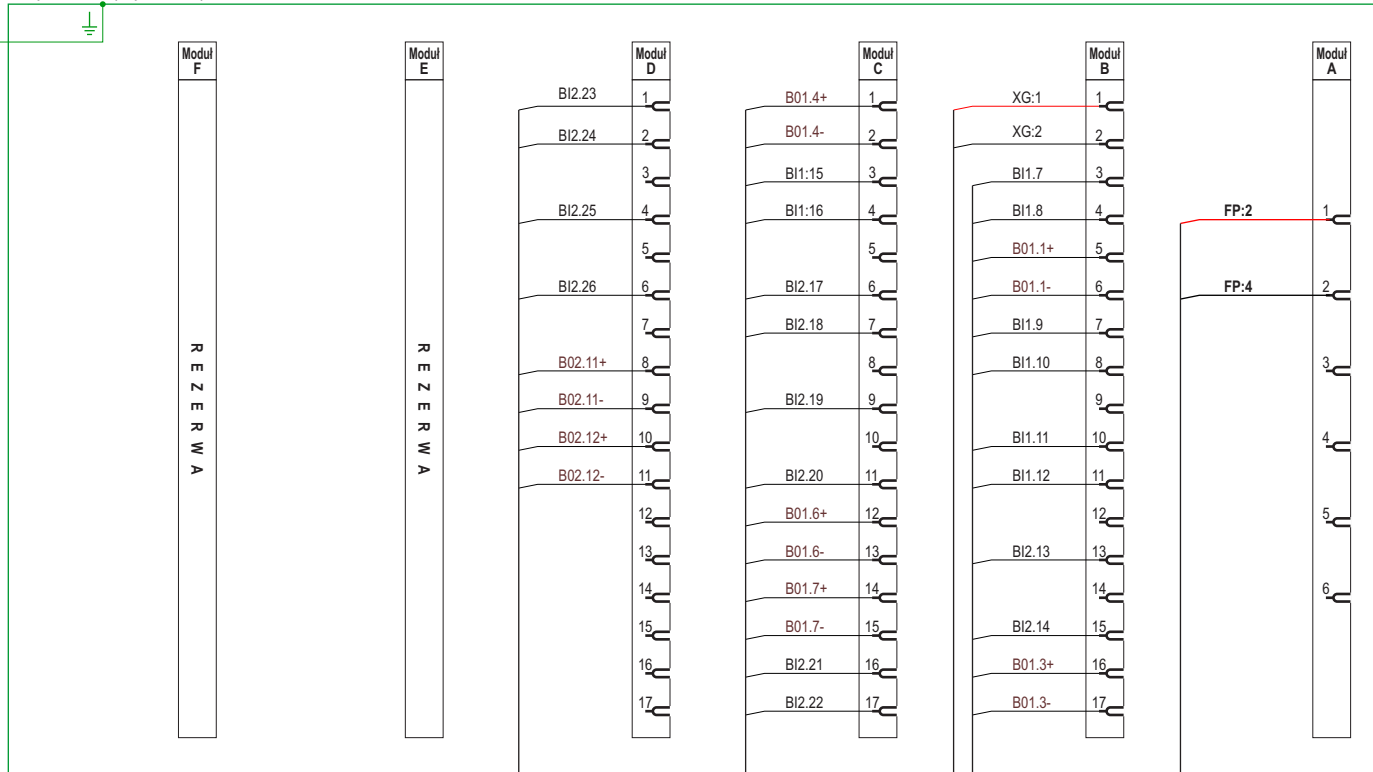 Moduł
F
REZERWA
Moduł
E
REZERWA
Moduł
D
BI2.23 1
BI2.24 2
3
BI2.25 4
5
BI2.26 6
7
B02.11+ 8
B02.11- 9
B02.12+ 10
B02.12- 11
12
13
14
15
16
17
Moduł
C
B01.4+ 1
B01.4- 2
BI1:15 3
BI1:16 4
5
BI2.17 6
BI2.18 7
8
BI2.19 9
10
BI2.20 11
B01.6+ 12
B01.6- 13
B01.7+ 14
B01.7- 15
BI2.21 16
BI2.22 17
Moduł
B
XG:1 1
XG:2 2
BI1.7 3
BI1.8 4
B01.1+ 5
B01.1- 6
BI1.9 7
BI1.10 8
9
BI1.11 10
BI1.12 11
12
BI2.13 13
14
BI2.14 15
B01.3+ 16
B01.3- 17
Moduł
A
FP:2 1
FP:4 2
3
4
5
6